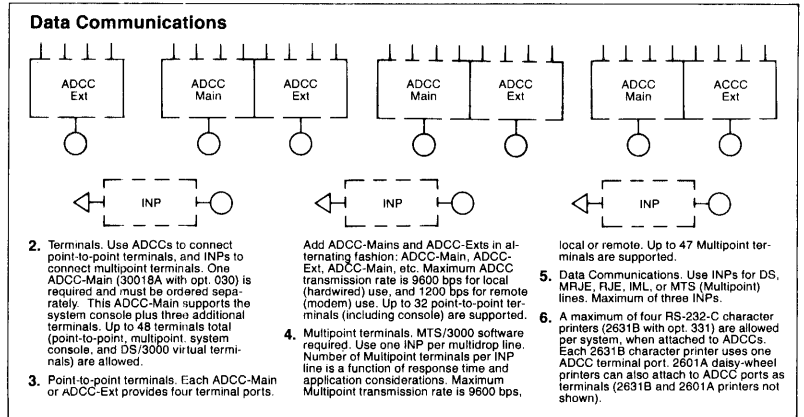 Data Communications
ADCC
Ext
ADCC
Main
ADCC
Ext
ADCC
Main
ADCC
Ext
ADCC
Main
ACCC
Ext
INP
INP
INP
2. Terminals. Use ADCCs to connect
point-to-point terminals, and INPs to
connect multipoint terminals. One
ADCC-Main (30018A with opt. 030) is
required and must be ordered sepa-
rately. This ADCC-Main supports the
system console plus three additional
terminals. Up to 48 terminals total
(point-to-point, multipoint, system
console, and DS/3000 virtual termi-
nals) are allowed.
3. Point-to-point terminals. Each ADCC-Main
or ADCC-Ext provides four terminal ports.
Add ADCC-Mains and ADCC-Exts in al-
ternating fashion: ADCC-Main, ADCC-
Ext, ADCC-Main, etc. Maximum ADCC
transmission rate is 9600 bps for local
(hardwired) use, and 1200 bps for remote
(modem) use. Up to 32 point-to-point ter-
minals (including console) are supported.
4. Multipoint terminals. MTS/3000 software
required. Use one INP per multidrop line.
Number of Multipoint terminals per INP
line is a function of response time and
application considerations. Maximum
Multipoint transmission rate is 9600 bps,
local or remote. Up to 47 Multipoint ter-
minals are supported.
5. Data Communications. Use INPs for DS,
MRJE, RJE, IML, or MTS (Multipoint)
lines. Maximum of three INPs.
6. A maximum of four RS-232-C character
printers (2631B with opt. 331) are allowed
per system, when attached to ADCCs.
Each 2631B character printer uses one
ADCC terminal port. 2601A daisy-wheel
printers can also attach to ADCC ports as
terminals (2631B and 2601A printers not
shown).